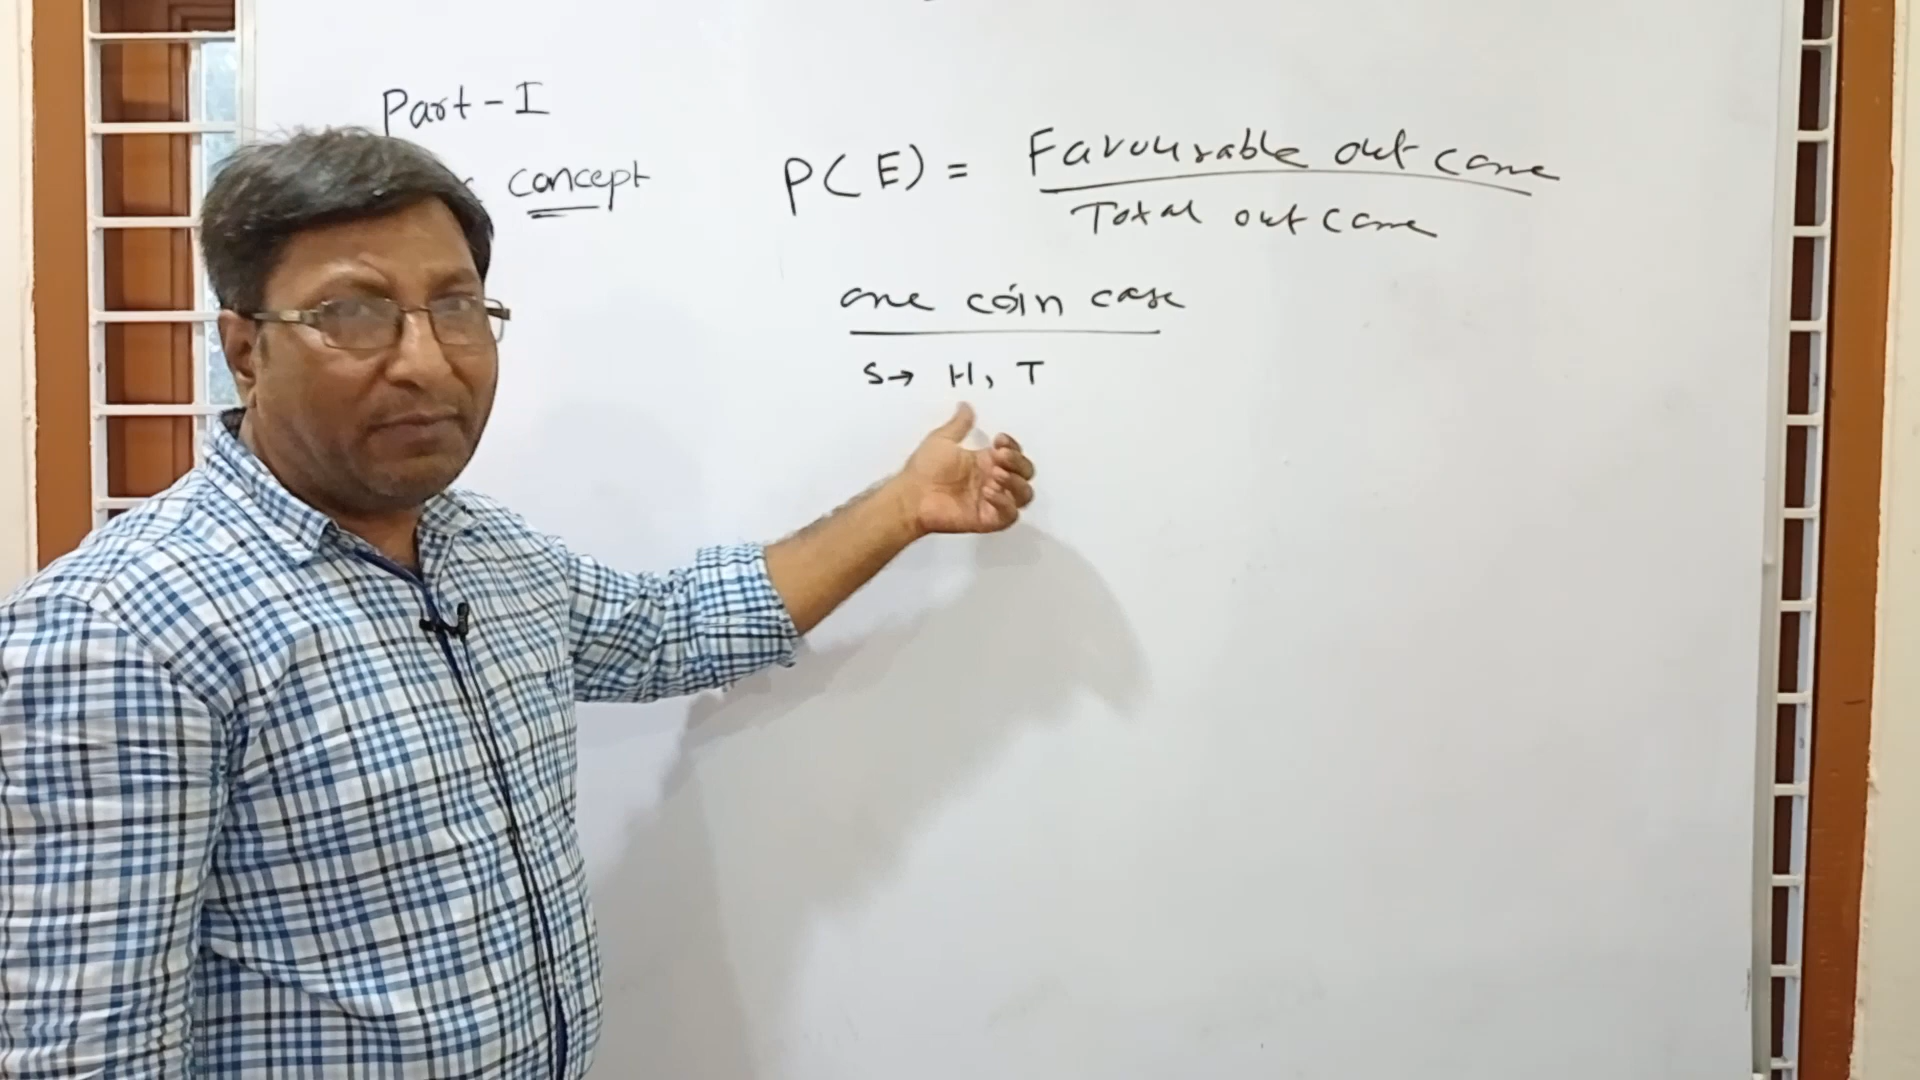 Part-I
concept
P(E) = Favourable out come
Total out come
one coin case
S→ H, T